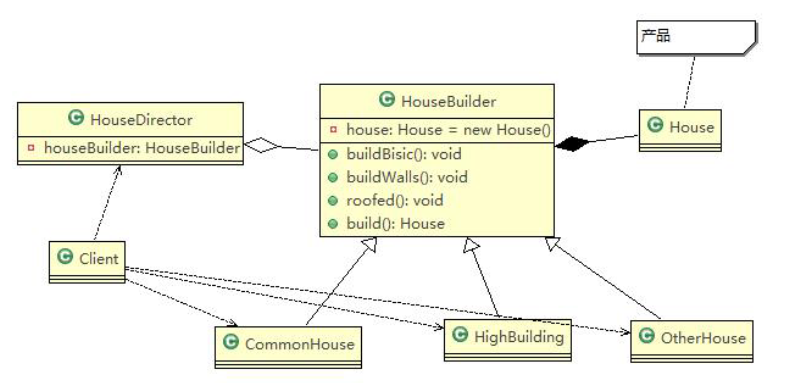 产品
HouseBuilder
HouseDirector
house: House = new House()
House
houseBuilder: HouseBuilder
buildBisic(): void
buildWalls(): void
roofed(): void
build(): House
Client
CommonHouse
HighBuilding
OtherHouse